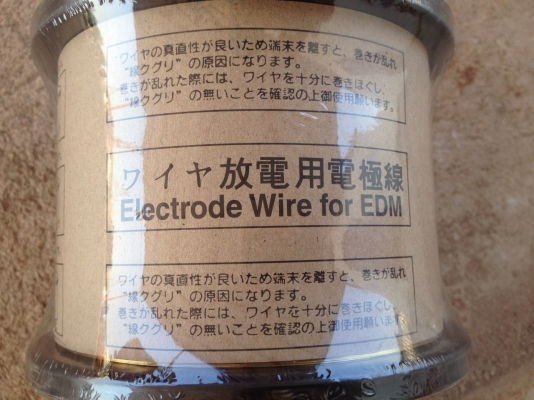 ワイヤの真直性が良いため端末を離すと、巻きが乱れ
"線ククリ"の原因になります。
巻きが乱れた際には、ワイヤを十分に巻きほぐし、
"線ククリ"の無いことを確認の上御使用願います。
ワイヤ放電用電極線
Electrode Wire for EDM
ワイヤの真直性が良いため端末を離すと、巻きが乱れ
"線ククリ"の原因になります。
巻きが乱れた際には、ワイヤを十分に巻きほぐし、
"線ククリ"の無いことを確認の上御使用願います。